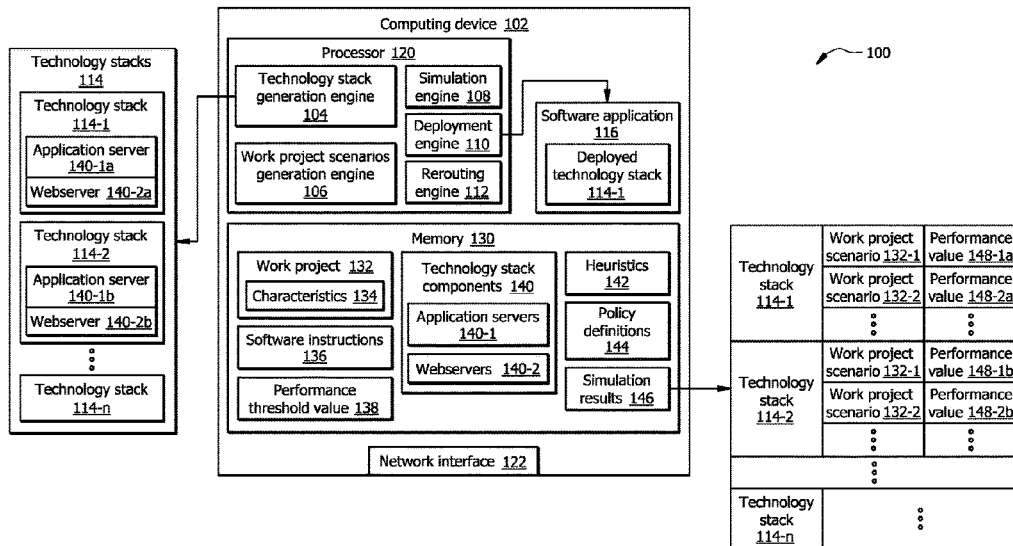 100
Technology stacks
114
Technology stack
114-1
Application server
140-1a
Webserver 140-2a
Technology stack
114-2
Application server
140-1b
Webserver 140-2b
Technology stack
114-n
Computing device 102
Processor 120
Technology stack
generation engine
104
Work project scenarios
generation engine
106
Simulation
engine 108
Deployment
engine 110
Rerouting
engine 112
Software application
116
Deployed
technology stack
114-1
Memory 130
Work project 132
Characteristics 134
Software instructions
136
Performance
threshold value 138
Technology stack
components 140
Application servers
140-1
Webservers 140-2
Heuristics
142
Policy
definitions
144
Simulation
results 146
Network interface 122
Technology
stack
114-1
Work project
scenario 132-1
Performance
value 148-1a
Work project
scenario 132-2
Performance
value 148-2a
Technology
stack
114-2
Work project
scenario 132-1
Performance
value 148-1b
Work project
scenario 132-2
Performance
value 148-2b
Technology
stack
114-n